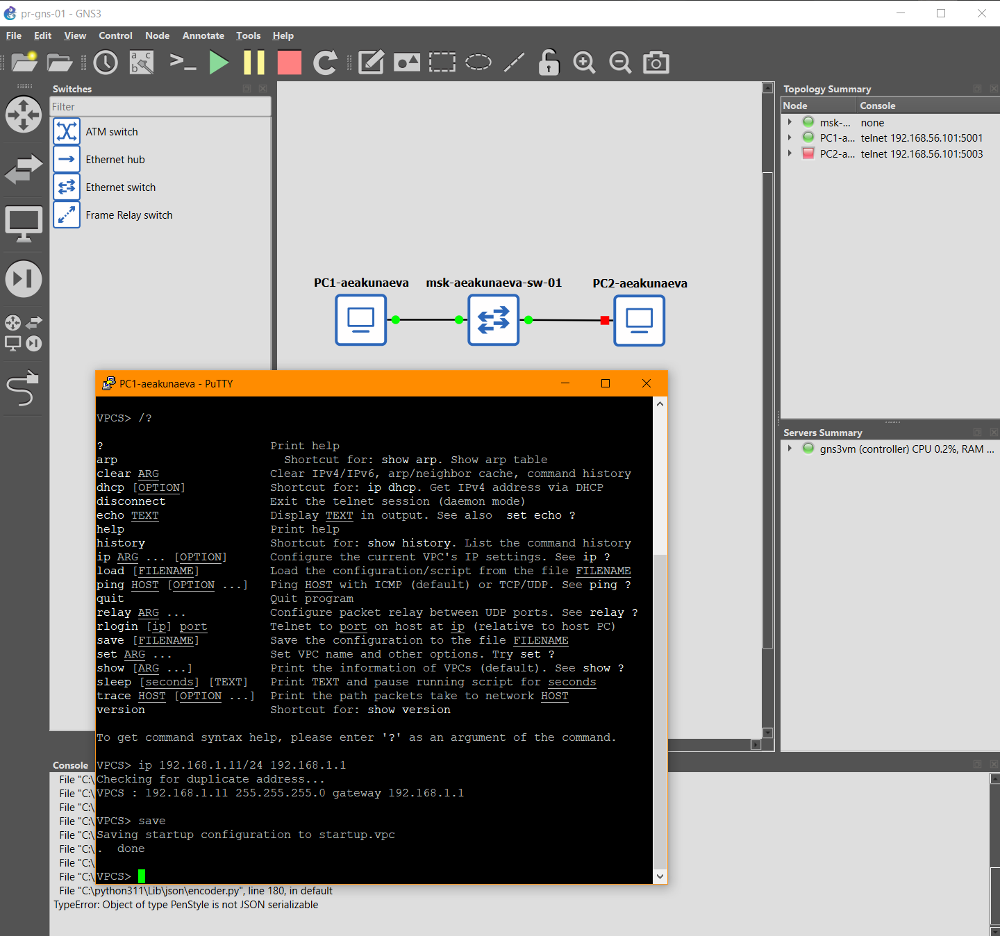 pr-gns-01 - GNS3
File Edit View Control Node Annotate Tools Help
Switches
Filter
ATM switch
Ethernet hub
Ethernet switch
Frame Relay switch
PC1-aeakunaeva
msk-aeakunaeva-sw-01
PC2-aeakunaeva
Topology Summary
Node Console
msk-... none
PC1-a... telnet 192.168.56.101:5001
PC2-a... telnet 192.168.56.101:5003
Servers Summary
gns3vm (controller) CPU 0.2%, RAM ...
PC1-aeakunaeva - PuTTY
VPCS> /?
? Print help
arp Shortcut for: show arp. Show arp table
clear ARG Clear IPv4/IPv6, arp/neighbor cache, command history
dhcp [OPTION] Shortcut for: ip dhcp. Get IPv4 address via DHCP
disconnect Exit the telnet session (daemon mode)
echo TEXT Display TEXT in output. See also set echo ?
help Print help
history Shortcut for: show history. List the command history
ip ARG ... [OPTION] Configure the current VPC's IP settings. See ip ?
load [FILENAME] Load the configuration/script from the file FILENAME
ping HOST [OPTION ...] Ping HOST with ICMP (default) or TCP/UDP. See ping ?
quit Quit program
relay ARG ... Configure packet relay between UDP ports. See relay ?
rlogin [ip] port Telnet to port on host at ip (relative to host PC)
save [FILENAME] Save the configuration to the file FILENAME
set ARG ... Set VPC name and other options. Try set ?
show [ARG ...] Print the information of VPCs (default). See show ?
sleep [seconds] [TEXT] Print TEXT and pause running script for seconds
trace HOST [OPTION ...] Print the path packets take to network HOST
version Shortcut for: show version
To get command syntax help, please enter '?' as an argument of the command.
VPCS> ip 192.168.1.11/24 192.168.1.1
Checking for duplicate address...
VPCS : 192.168.1.11 255.255.255.0 gateway 192.168.1.1
VPCS> save
Saving startup configuration to startup.vpc
. done
VPCS>
Console
File "C:\
File "C:\
File "C:\
File "C:\
File "C:\
File "C:\
File "C:\
File "C:\
File "C:\python311\Lib\json\encoder.py", line 180, in default
TypeError: Object of type PenStyle is not JSON serializable